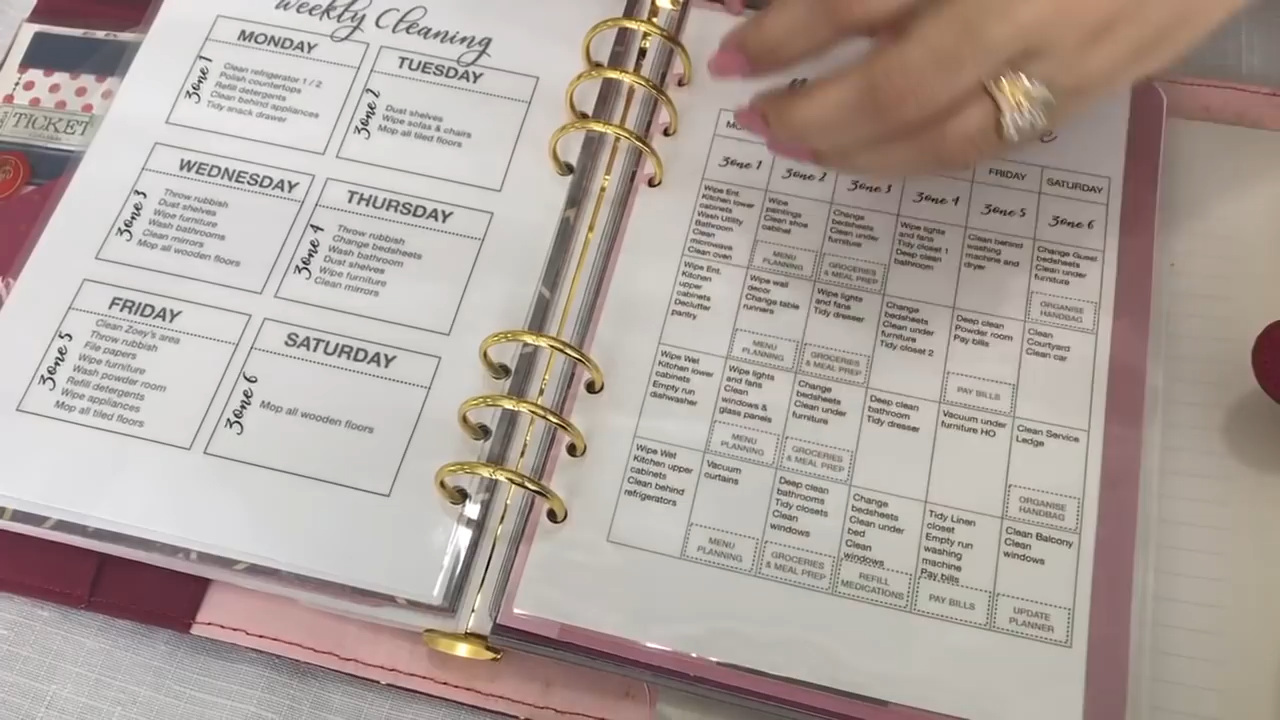 Weekly Cleaning
MONDAY
Zone 1
Clean refrigerator 1 / 2
Polish countertops
Refill detergents
Clean behind appliances
Tidy snack drawer
TUESDAY
Zone 2
Dust shelves
Wipe sofas & chairs
Mop all tiled floors
WEDNESDAY
Zone 3
Throw rubbish
Dust shelves
Wipe furniture
Wash bathrooms
Clean mirrors
Mop all wooden floors
THURSDAY
Zone 4
Throw rubbish
Change bedsheets
Wash bathroom
Dust shelves
Wipe furniture
Clean mirrors
FRIDAY
Zone 5
Clean Zoey's area
Throw rubbish
File papers
Wipe furniture
Wash powder room
Refill detergents
Wipe appliances
Mop all tiled floors
SATURDAY
Zone 6
Mop all wooden floors
TICKET
FRIDAY
SATURDAY
Zone 1
Zone 2
Zone 3
Zone 4
Zone 5
Zone 6
Wipe Ent.
Kitchen lower
cabinets
Wash Utility
Bathroom
Clean
microwave
Clean oven
Wipe
paintings
Clean shoe
cabinet
MENU
PLANNING
Change
bedsheets
Clean under
furniture
GROCERIES
& MEAL PREP
Wipe lights
and fans
Tidy closet 1
Deep clean
bathroom
Clean behind
washing
machine and
dryer
Change Guest
bedsheets
Clean under
furniture
ORGANISE
HANDBAG
Wipe Ent.
Kitchen
upper
cabinets
Declutter
pantry
Wipe wall
decor
Change table
runners
MENU
PLANNING
Wipe lights
and fans
Tidy dresser
GROCERIES
& MEAL PREP
Change
bedsheets
Clean under
furniture
Tidy closet 2
Deep clean
Powder room
Pay bills
PAY BILLS
Clean
Courtyard
Clean car
Wipe Wet
Kitchen lower
cabinets
Empty run
dishwasher
Wipe lights
and fans
Clean
windows &
glass panels
MENU
PLANNING
Change
bedsheets
Clean under
furniture
GROCERIES
& MEAL PREP
Deep clean
bathroom
Tidy dresser
Vacuum under
furniture HO
Clean Service
Ledge
ORGANISE
HANDBAG
Wipe Wet
Kitchen upper
cabinets
Clean behind
refrigerators
Vacuum
curtains
MENU
PLANNING
Deep clean
bathrooms
Tidy closets
Clean
windows
GROCERIES
& MEAL PREP
Change
bedsheets
Clean under
bed
Clean
windows
REFILL
MEDICATIONS
Tidy Linen
closet
Empty run
washing
machine
Pay bills
PAY BILLS
Clean Balcony
Clean
windows
UPDATE
PLANNER